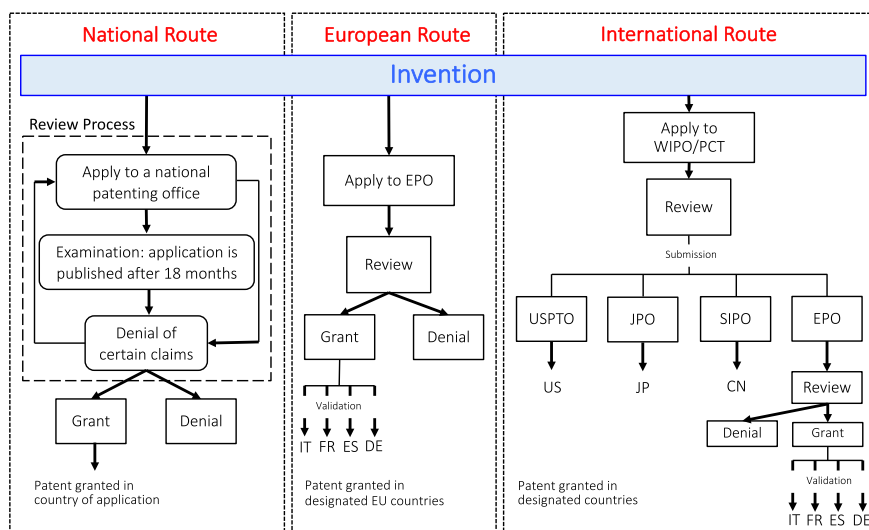 National Route
European Route
International Route
Invention
Review Process
Apply to a national
patenting office
Examination: application is
published after 18 months
Denial of
certain claims
Grant
Denial
Patent granted in
country of application
Apply to EPO
Review
Grant
Denial
Validation
IT FR ES DE
Patent granted in
designated EU countries
Apply to
WIPO/PCT
Review
Submission
USPTO
JPO
SIPO
EPO
US
JP
CN
Review
Denial
Grant
Validation
IT FR ES DE
Patent granted in
designated countries